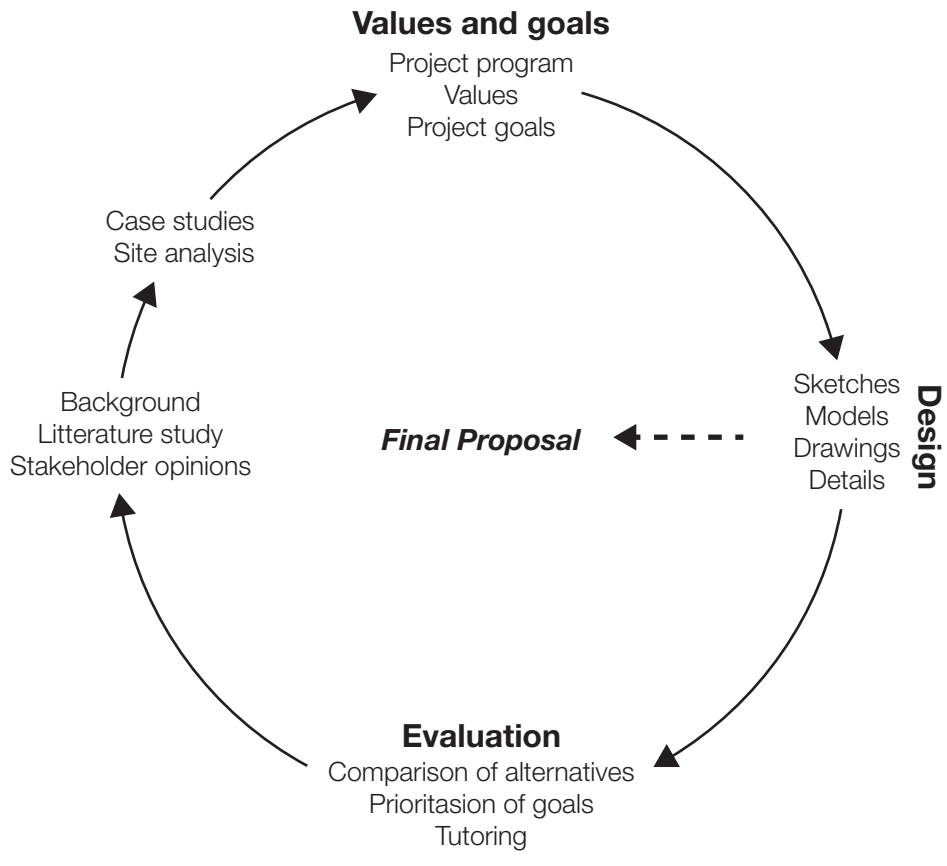 Values and goals
Project program
Values
Project goals
Case studies
Site analysis
Background
Litterature study
Stakeholder opinions
Final Proposal
Sketches
Models
Drawings
Details
Design
Evaluation
Comparison of alternatives
Prioritasion of goals
Tutoring